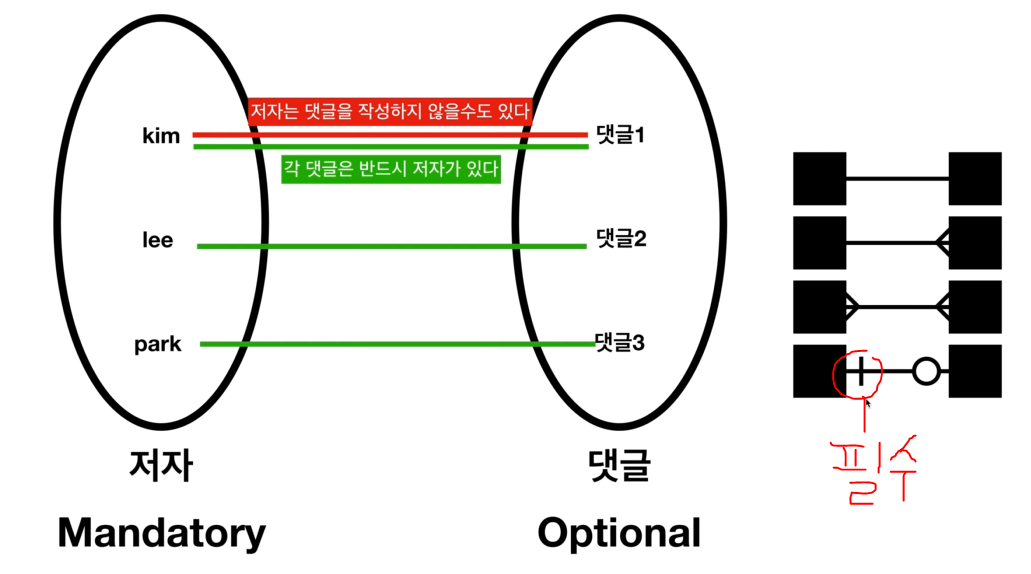 저자는 댓글을 작성하지 않을수도 있다
kim
댓글1
각 댓글은 반드시 저자가 있다
lee
댓글2
park
댓글3
필수
저자
댓글
Mandatory
Optional